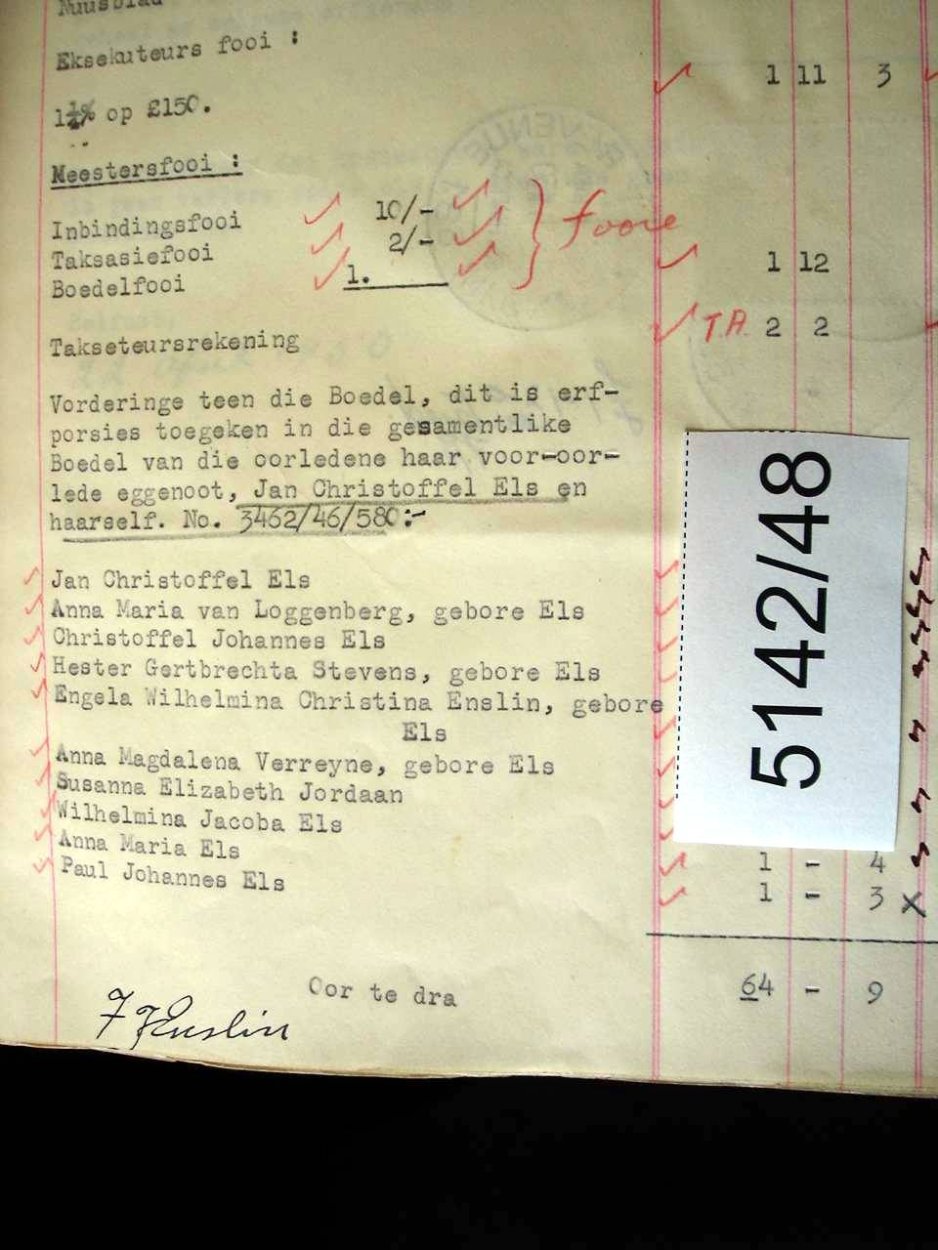 Nuusblad
Eksekuteurs fooi :
1¼% op £150. 1 11 3
Meestersfooi :
Inbindingsfooi 10/-
Taksasiefooi 2/- foore
Boedelfooi 1. 1 12
Takseteursrekening T.A. 2 2
Vorderinge teen die Boedel, dit is erf-
porsies toegeken in die gesamentlike
Boedel van die oorledene haar voor-oor-
lede eggenoot, Jan Christoffel Els en
haarself. No. 3462/46/580:-
Jan Christoffel Els
Anna Maria van Loggenberg, gebore Els
Christoffel Johannes Els
Hester Gertbrechta Stevens, gebore Els
Engela Wilhelmina Christina Enslin, gebore
Els
Anna Magdalena Verreyne, gebore Els
Susanna Elizabeth Jordaan
Wilhelmina Jacoba Els
Anna Maria Els 1 - 4
Paul Johannes Els 1 - 3 X
Oor te dra 64 - 9
Enslin
5142/48